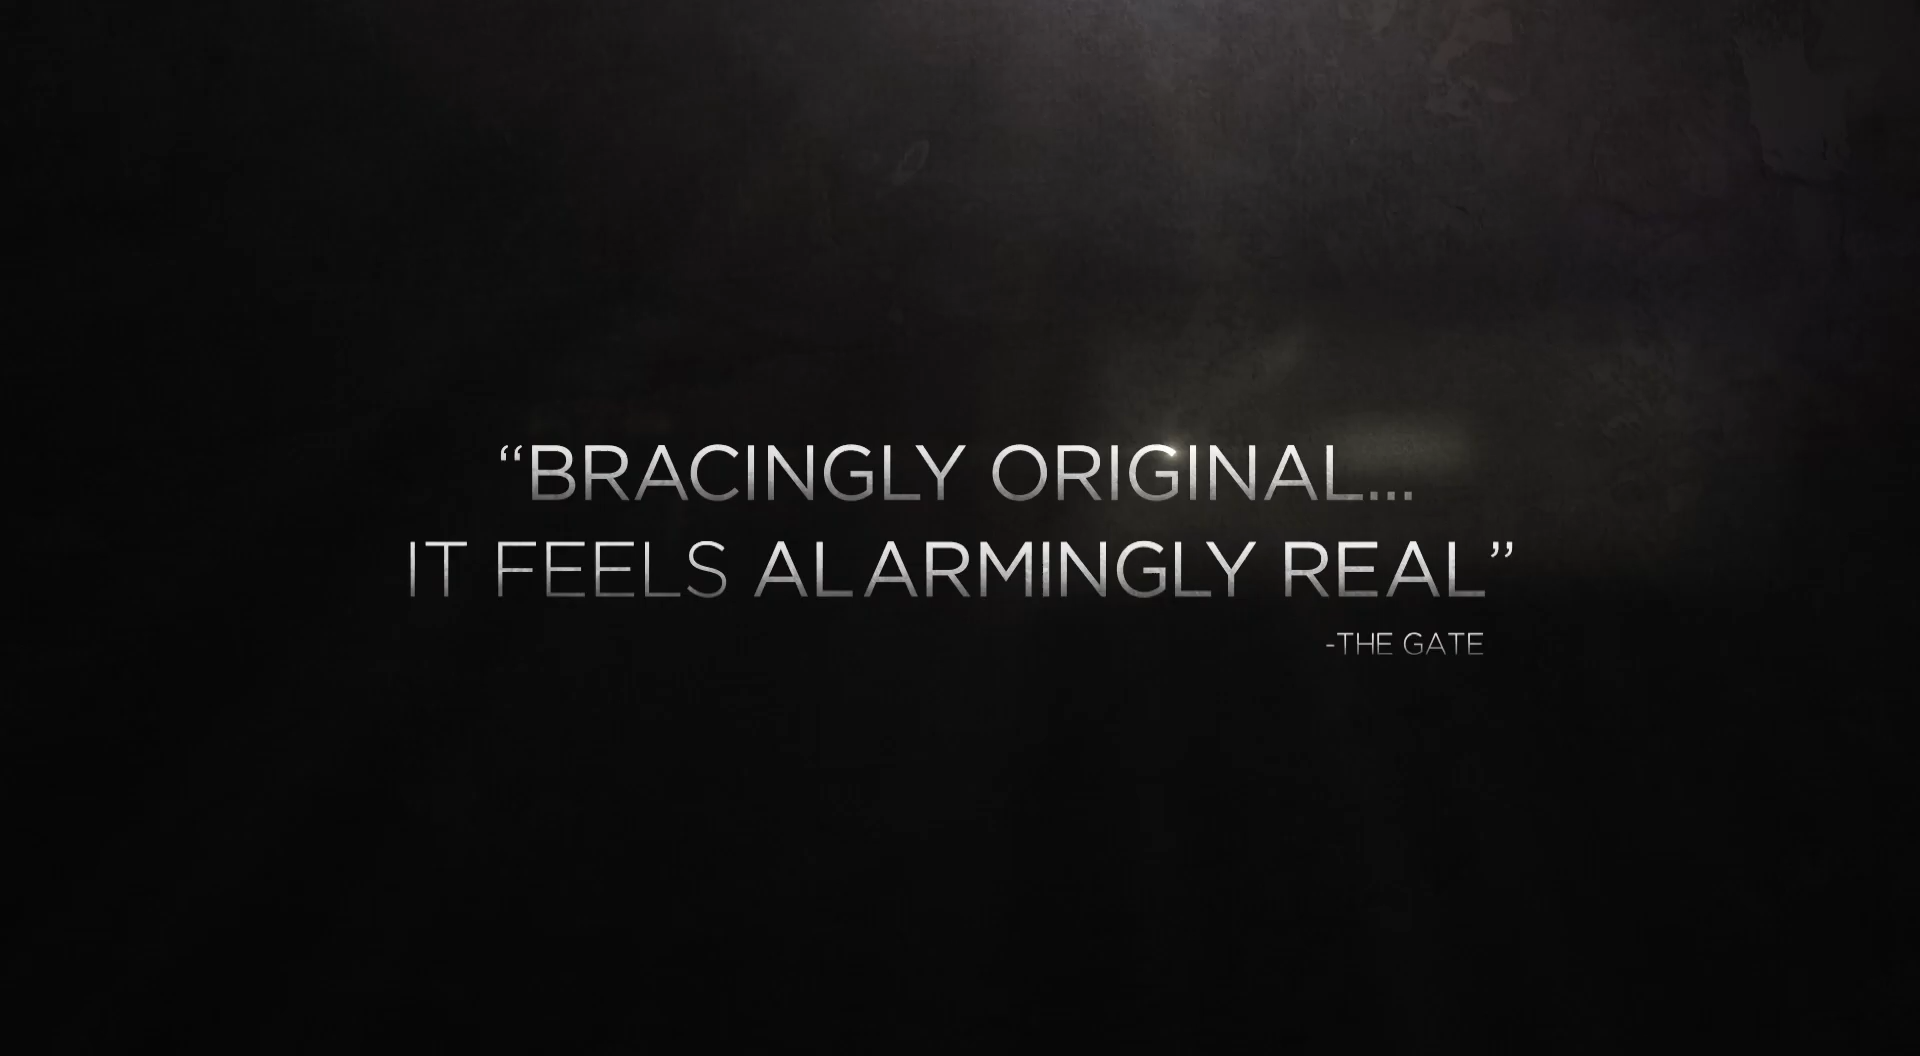 “BRACINGLY ORIGINAL...
IT FEELS ALARMINGLY REAL”
-THE GATE